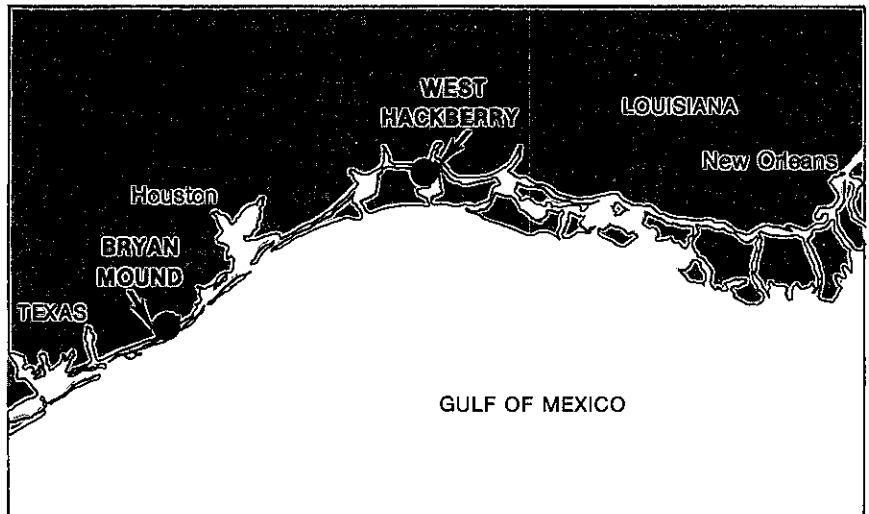 WEST
HACKBERRY
LOUISIANA
New Orleans
Houston
BRYAN
MOUND
TEXAS
GULF OF MEXICO